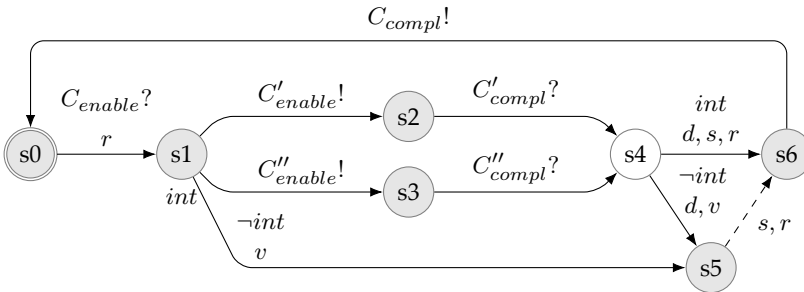 C_compl!
C_enable?
C′_enable!
C′_compl?
int
s2
r
d, s, r
s0
s1
s4
s6
C″_enable!
C″_compl?
¬int
int
s3
d, v
¬int
s, r
v
s5